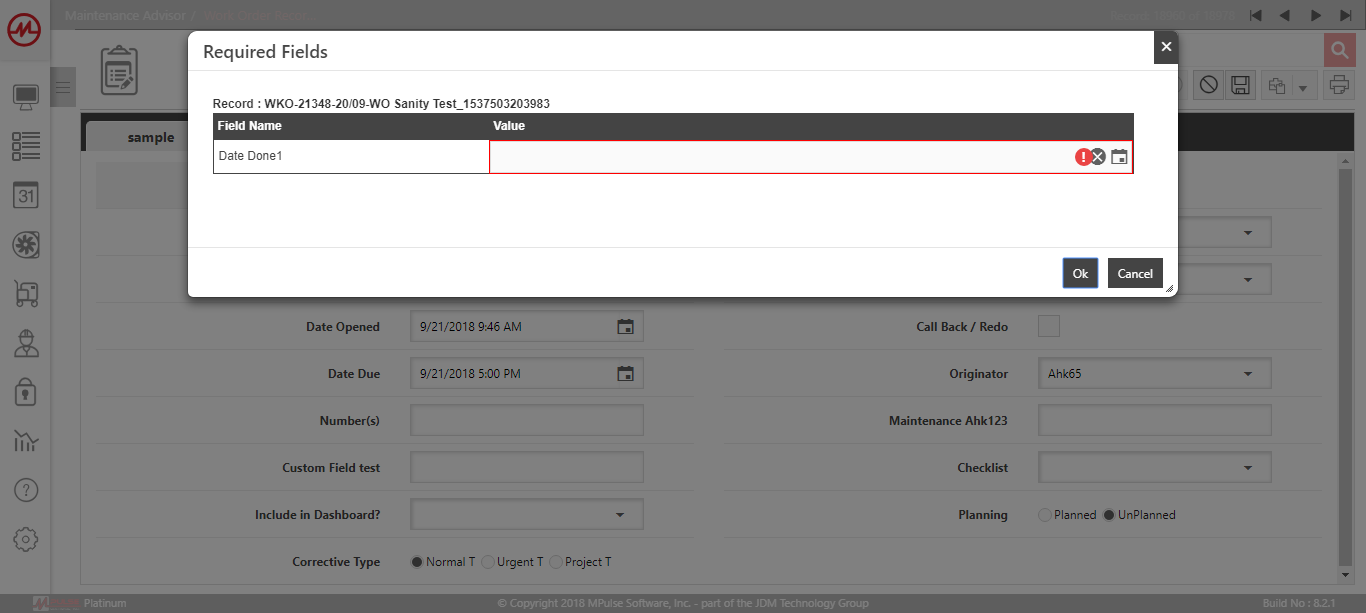 Maintenance Advisor /
Required Fields
Record : WKO-21348-20/09-WO Sanity Test_1537503203983
Field Name Value
Date Done1
Ok Cancel
sample
31
Date Opened 9/21/2018 9:46 AM Call Back / Redo
Date Due 9/21/2018 5:00 PM Originator Ahk65
Number(s) Maintenance Ahk123
Custom Field test Checklist
Include in Dashboard? Planning Planned UnPlanned
Corrective Type Normal T Urgent T Project T
Platinum © Copyright 2018 MPulse Software, Inc. - part of the JDM Technology Group Build No : 8.2.1